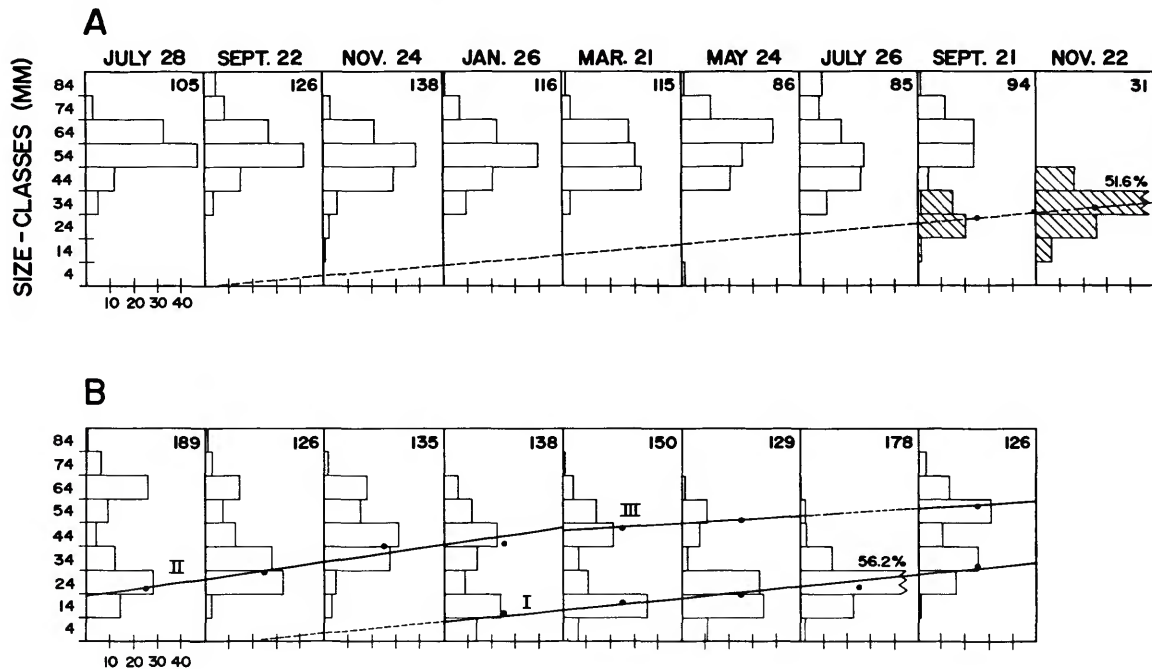 A
JULY 28 SEPT. 22 NOV. 24 JAN. 26 MAR. 21 MAY 24 JULY 26 SEPT. 21 NOV. 22
SIZE-CLASSES (MM)
84 105 126 138 116 115 86 85 94 31
74
64
54
44 51.6%
34
24
14
4
10 20 30 40
B
84 189 126 135 138 150 129 178 126
74
64
54 III
44
34 II 56.2%
24
14 I
4
10 20 30 40